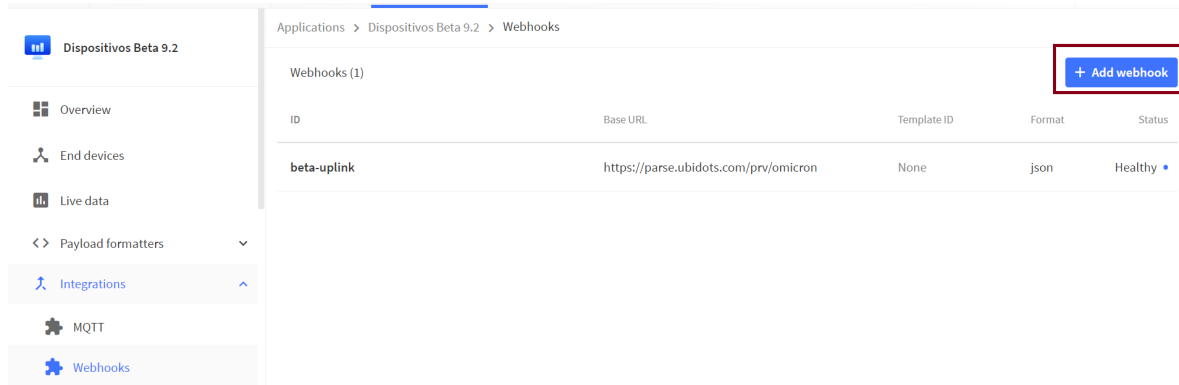 Dispositivos Beta 9.2
Overview
End devices
Live data
<> Payload formatters
Integrations
MQTT
Webhooks
Applications > Dispositivos Beta 9.2 > Webhooks
Webhooks (1)
+ Add webhook
ID Base URL Template ID Format Status
beta-uplink https://parse.ubidots.com/prv/omicron None json Healthy